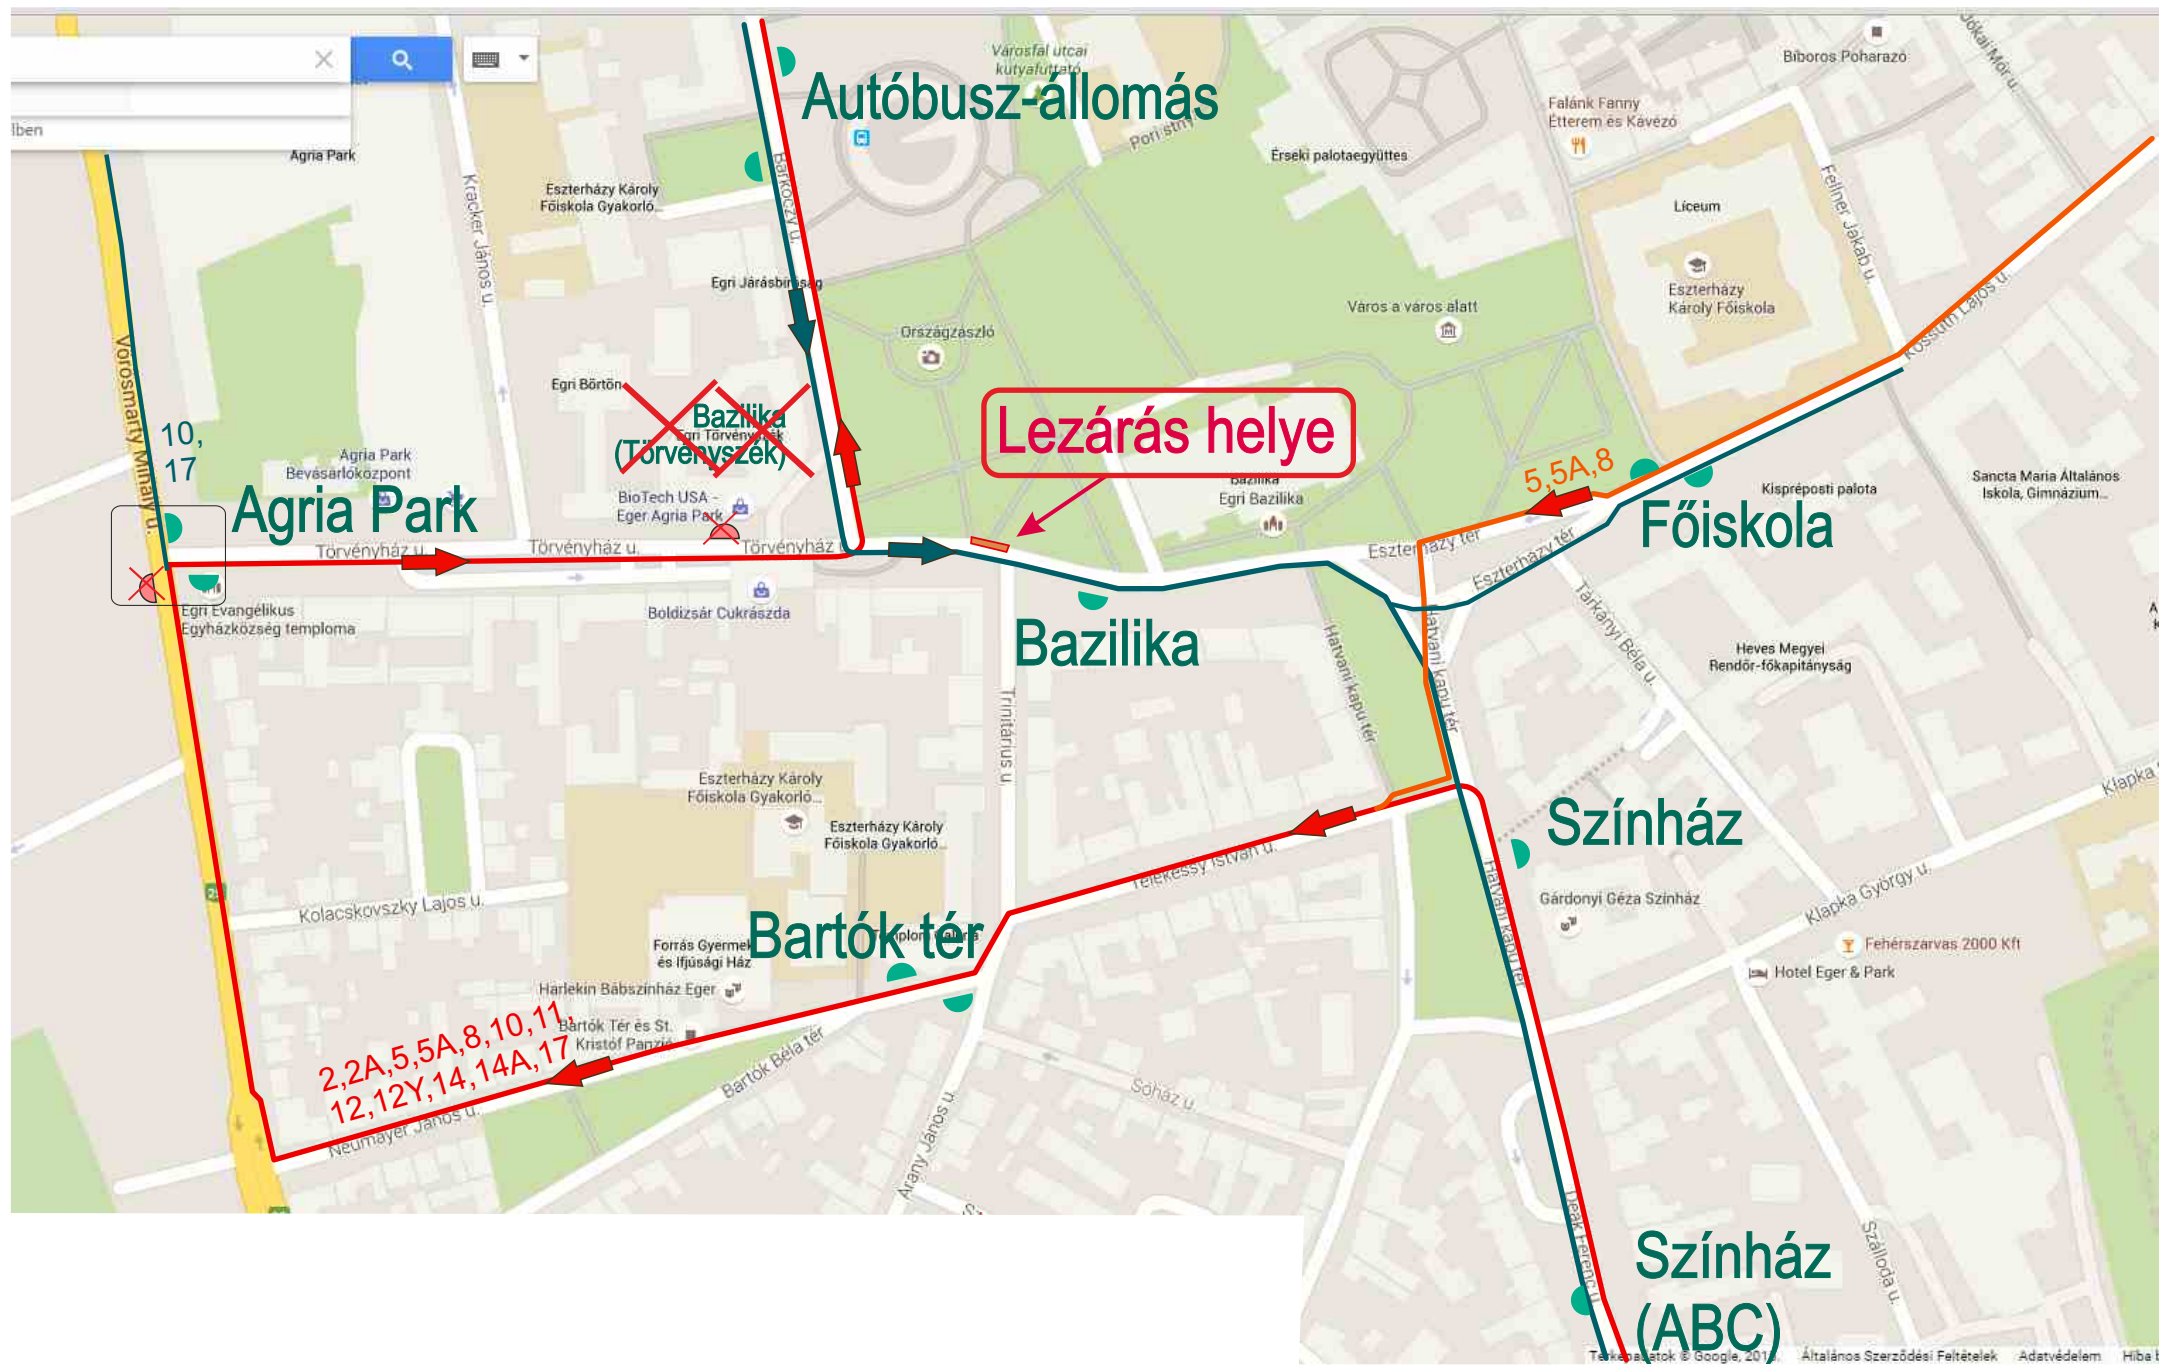 lben
Agria Park
Kracker János u.
Eszterházy Károly
Főiskola Gyakorló...
Barkóczy u.
Autóbusz-állomás
Városfal utcai
kutyafuttató
Pori stny.
Érseki palotaegyüttes
Bíboros Poharazó
Jókai Mór u.
Falánk Fanny
Étterem és Kávézó
Líceum
Fellner Jakab u.
Eszterházy
Károly Főiskola
Kossuth Lajos u.
Egri Járásbíróság
Országzászló
Város a város alatt
Egri Börtön
Bazilika
Egri Törvényszék
(Törvényszék)
Lezárás helye
Bazilika
Egri Bazilika
Vörösmarty Mihály u.
10,
17
Agria Park
Bevásárlóközpont
Agria Park
BioTech USA -
Eger Agria Park
Törvényház u.
Törvényház u.
Törvényház
5,5A,8
Főiskola
Kispréposti palota
Sancta Maria Általános
Iskola, Gimnázium...
Eszterházy tér
Eszterházy tér
Egri Evangélikus
Egyházközség temploma
Boldizsár Cukrászda
Bazilika
Hatvani kapu tér
Hatvani kapu tér
Tárkányi Béla u.
Heves Megyei
Rendőr-főkapitányság
Trinitárius u.
Eszterházy Károly
Főiskola Gyakorló...
Eszterházy Károly
Főiskola Gyakorló...
Telekessy István u.
Színház
Klapka
Klapka György u.
Gárdonyi Géza Színház
Hatvani kapu tér
Fehérszarvas 2000 Kft
Hotel Eger & Park
Kolacskovszky Lajos u.
Bartók tér
Forrás Gyermek
és Ifjúsági Ház
Harlekin Bábszínház Eger
Bartók Tér és St.
Kristóf Panzió
2,2A,5,5A,8,10,11,
12,12Y,14,14A,17
Neumayer János u.
Bartók Béla tér
Arany János u.
Sóház u.
Deák Ferenc u.
Szálloda u.
Színház
(ABC)
Általános Szerződési Feltételek
Adatvédelem
Hiba b